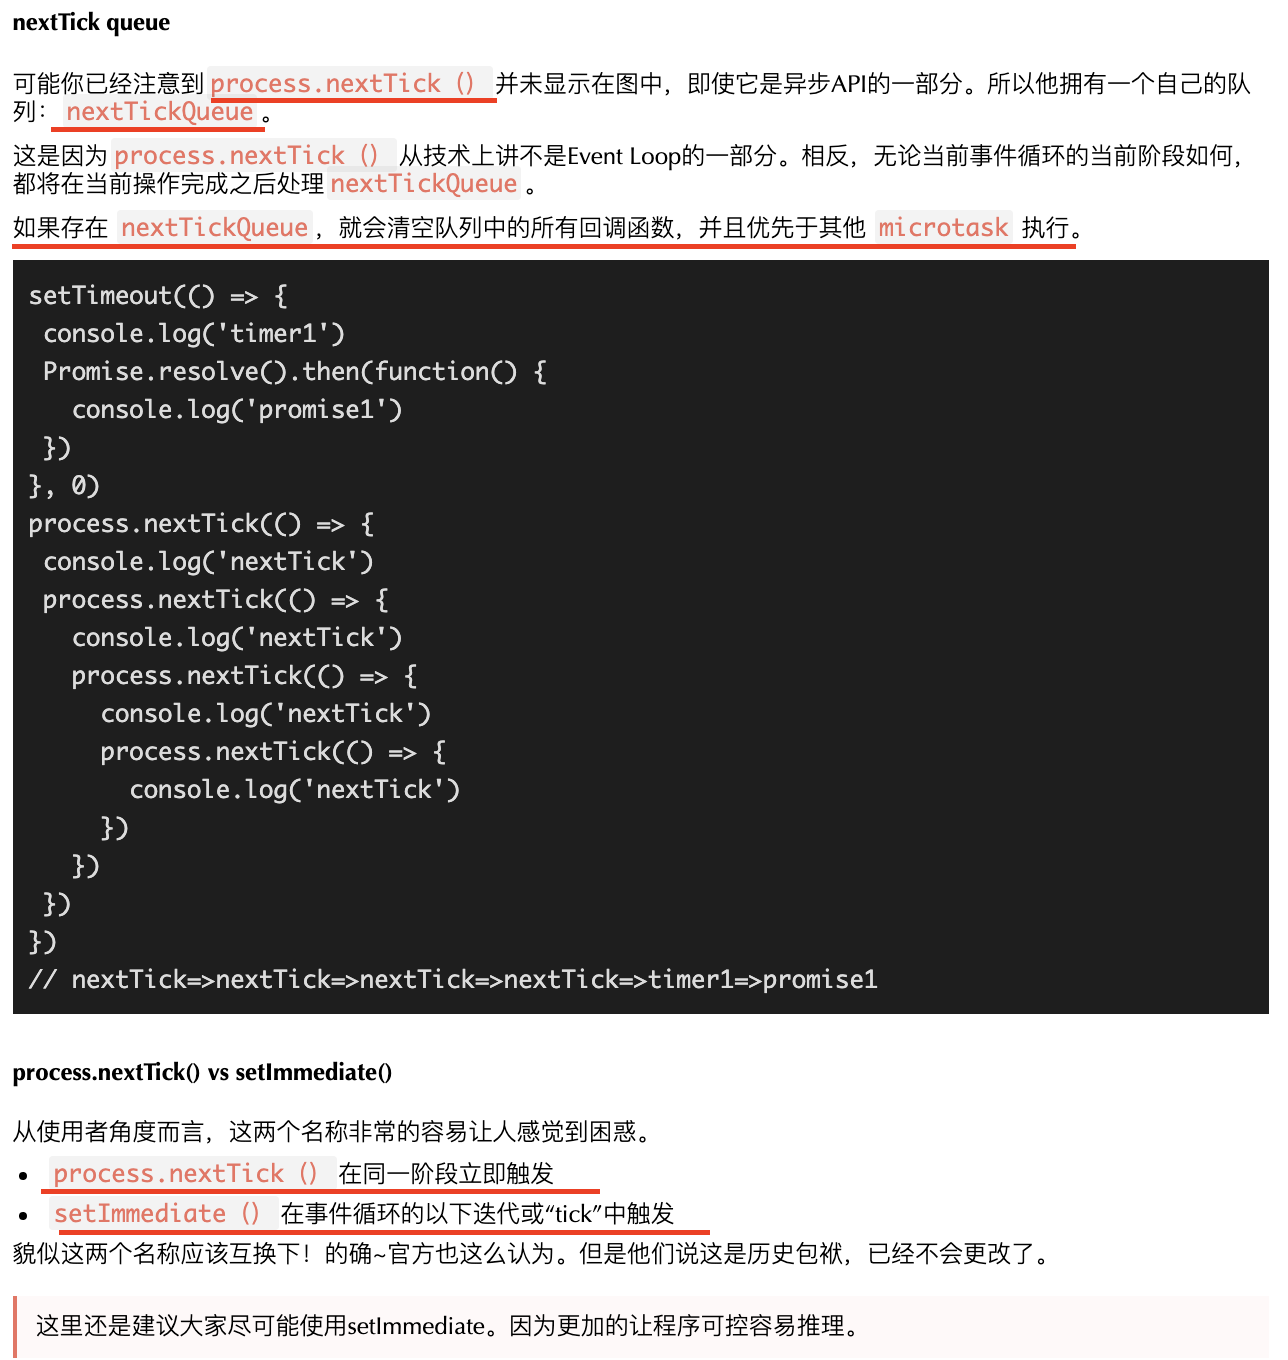 nextTick queue
可能你已经注意到 process.nextTick（）并未显示在图中，即使它是异步API的一部分。所以他拥有一个自己的队
列： nextTickQueue 。
这是因为 process.nextTick（） 从技术上讲不是Event Loop的一部分。相反，无论当前事件循环的当前阶段如何，
都将在当前操作完成之后处理 nextTickQueue 。
如果存在 nextTickQueue ，就会清空队列中的所有回调函数，并且优先于其他 microtask 执行。
setTimeout(() => {
 console.log('timer1')
 Promise.resolve().then(function() {
   console.log('promise1')
 })
}, 0)
process.nextTick(() => {
 console.log('nextTick')
 process.nextTick(() => {
   console.log('nextTick')
   process.nextTick(() => {
     console.log('nextTick')
     process.nextTick(() => {
       console.log('nextTick')
     })
   })
 })
})
// nextTick=>nextTick=>nextTick=>nextTick=>timer1=>promise1
process.nextTick() vs setImmediate()
从使用者角度而言，这两个名称非常的容易让人感觉到困惑。
• process.nextTick（） 在同一阶段立即触发
• setImmediate（） 在事件循环的以下迭代或“tick”中触发
貌似这两个名称应该互换下！的确~官方也这么认为。但是他们说这是历史包袱，已经不会更改了。
这里还是建议大家尽可能使用setImmediate。因为更加的让程序可控容易推理。